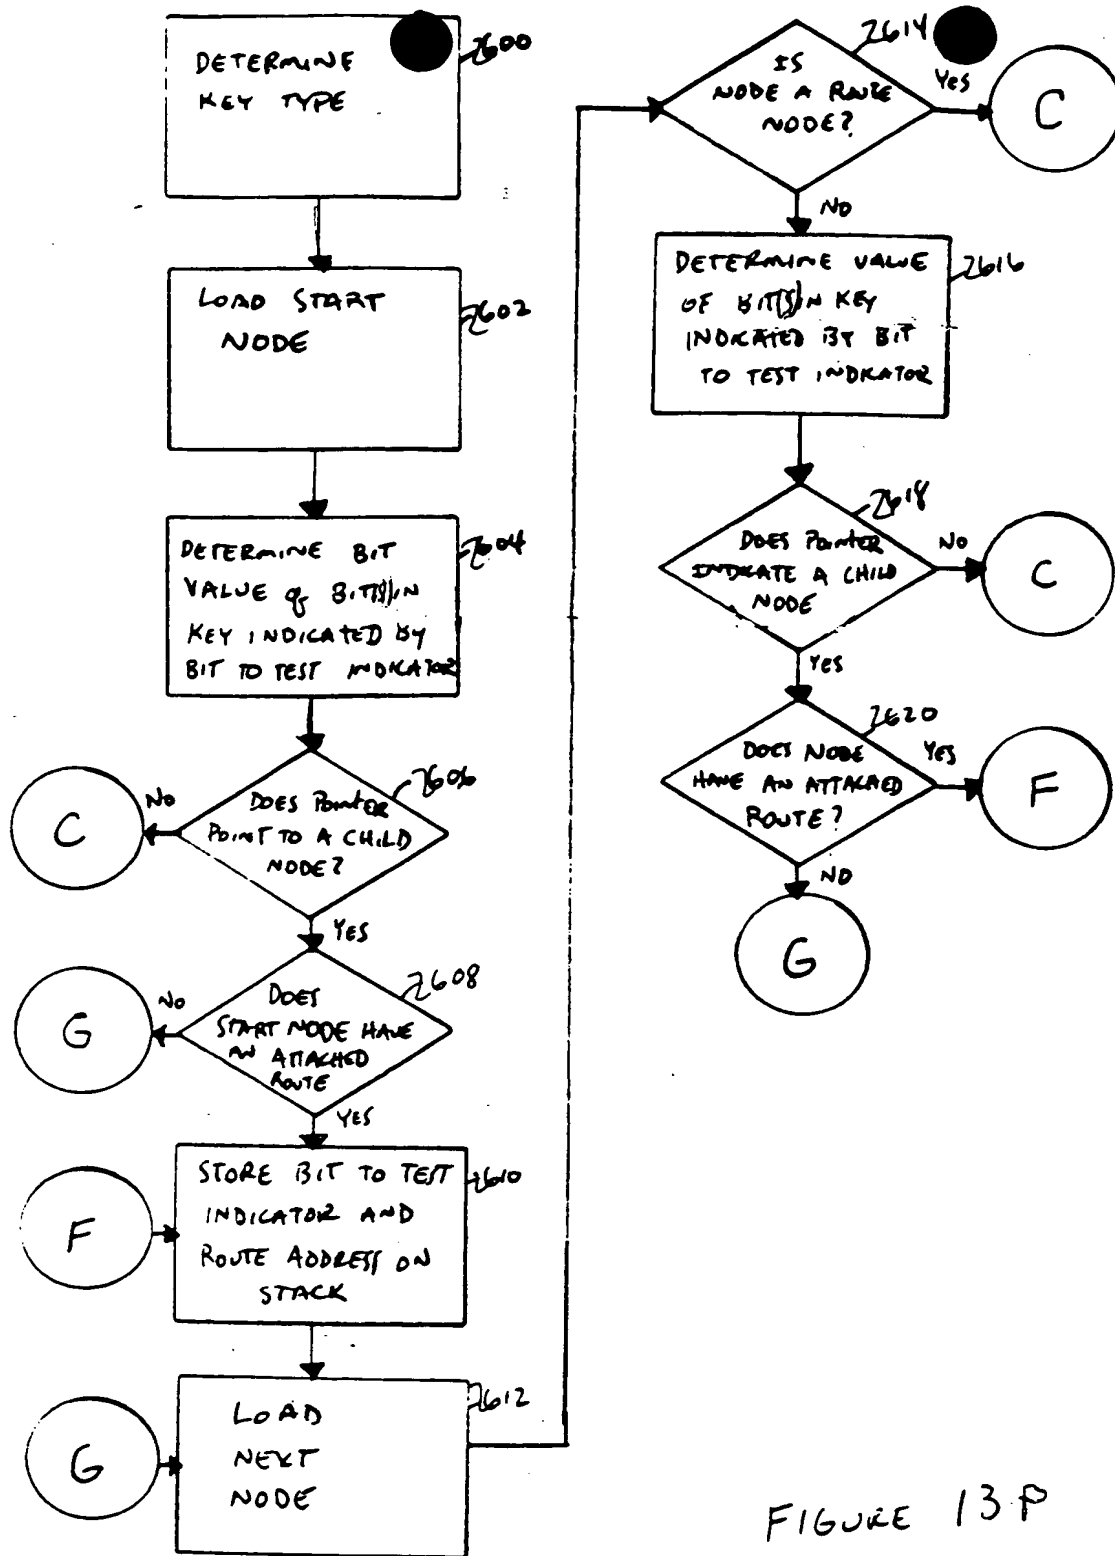 DETERMINE
KEY TYPE
2600
LOAD START
NODE
2602
DETERMINE BIT
VALUE of BIT(S) IN
KEY INDICATED BY
BIT TO TEST INDICATOR
2604
DOES POINTER
POINT TO A CHILD
NODE?
2606
NO
C
YES
DOES
START NODE HAVE
AN ATTACHED
ROUTE
2608
NO
G
YES
F
STORE BIT TO TEST
INDICATOR AND
ROUTE ADDRESS ON
STACK
2610
G
LOAD
NEXT
NODE
2612
IS
NODE A ROUTE
NODE?
2614
YES
C
NO
DETERMINE VALUE
OF BIT(S) IN KEY
INDICATED BY BIT
TO TEST INDICATOR
2616
DOES POINTER
INDICATE A CHILD
NODE
2618
NO
C
YES
DOES NODE
HAVE AN ATTACHED
ROUTE?
2620
YES
F
NO
G
FIGURE 13P